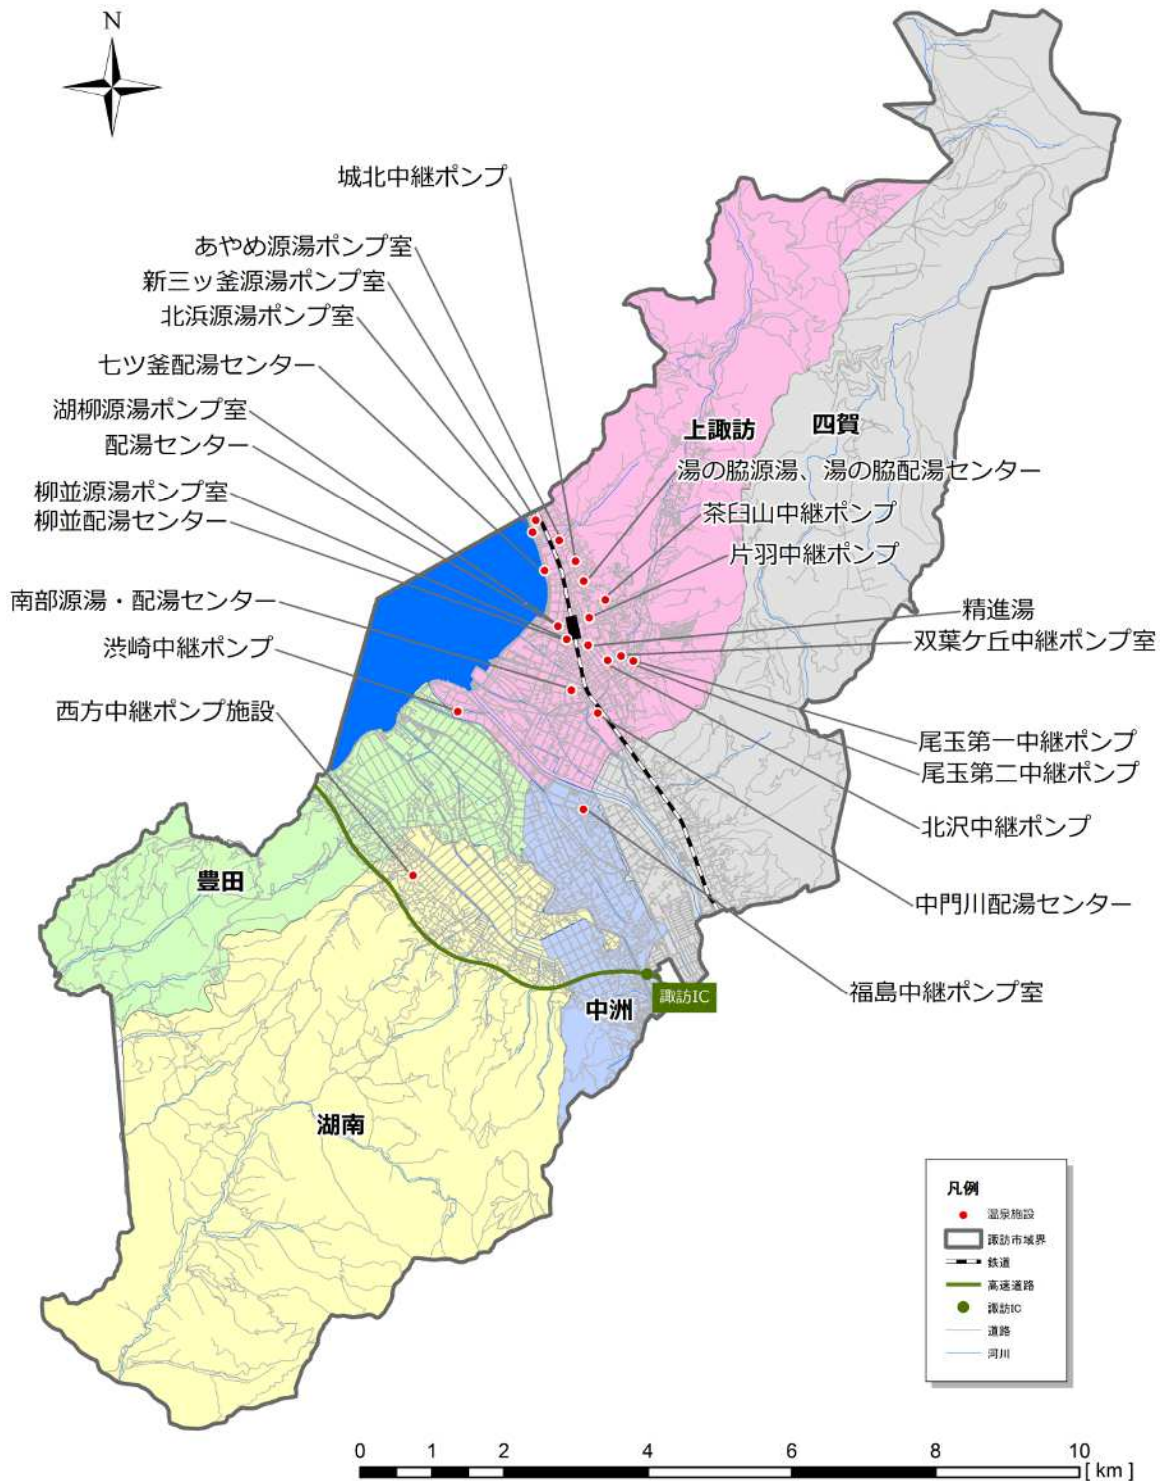 N
城北中継ポンプ
あやめ源湯ポンプ室
新三ッ釜源湯ポンプ室
北浜源湯ポンプ室
七ツ釜配湯センター
湖柳源湯ポンプ室
配湯センター
柳並源湯ポンプ室
柳並配湯センター
南部源湯・配湯センター
渋崎中継ポンプ
西方中継ポンプ施設
上諏訪
四賀
湯の脇源湯、湯の脇配湯センター
茶臼山中継ポンプ
片羽中継ポンプ
精進湯
双葉ケ丘中継ポンプ室
尾玉第一中継ポンプ
尾玉第二中継ポンプ
北沢中継ポンプ
中門川配湯センター
福島中継ポンプ室
豊田
諏訪IC
中洲
湖南
凡例
温泉施設
諏訪市域界
鉄道
高速道路
諏訪IC
道路
河川
0 1 2 4 6 8 10
[ km ]